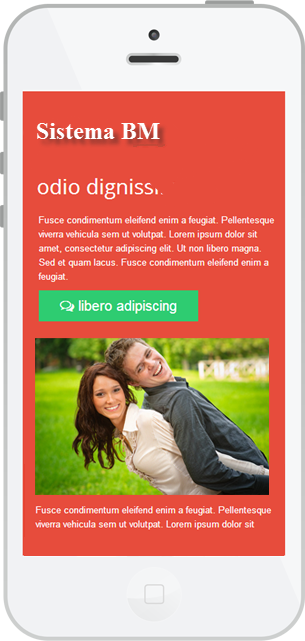 Sistema BM
odio digniss
Fusce condimentum eleifend enim a feugiat. Pellentesque
viverra vehicula sem ut volutpat. Lorem ipsum dolor sit
amet, consectetur adipiscing elit. Ut non libero magna.
Sed et quam lacus. Fusce condimentum eleifend enim a
feugiat.
libero adipiscing
Fusce condimentum eleifend enim a feugiat. Pellentesque
viverra vehicula sem ut volutpat. Lorem ipsum dolor sit